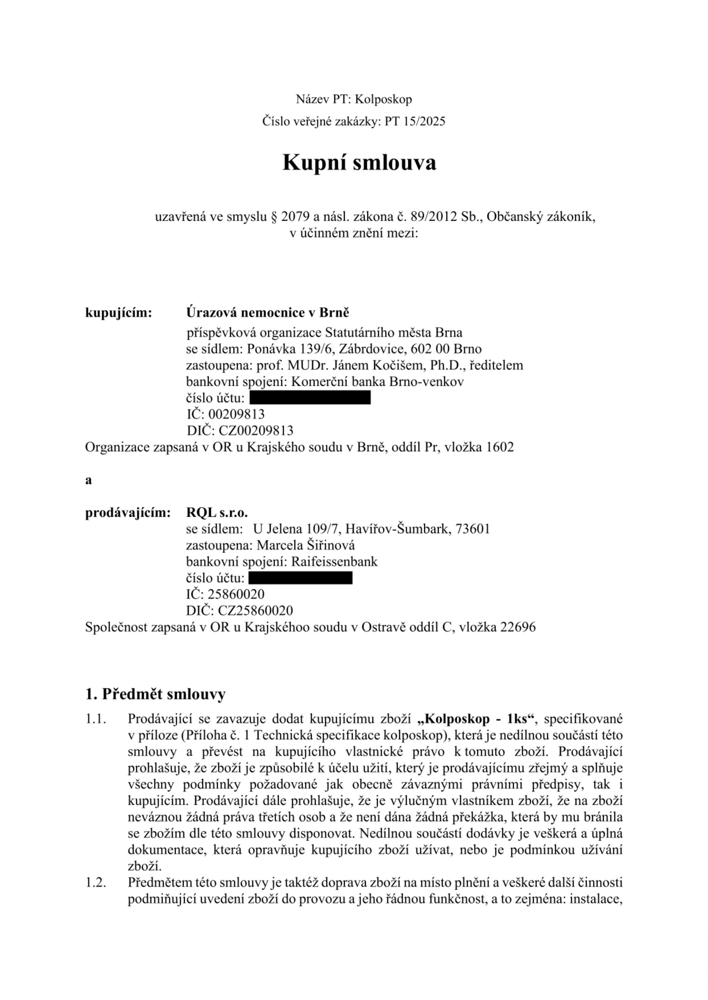 Název PT: Kolposkop
Číslo veřejné zakázky: PT 15/2025
Kupní smlouva
uzavřená ve smyslu § 2079 a násl. zákona č. 89/2012 Sb., Občanský zákoník,
v účinném znění mezi:
kupujícím: Úrazová nemocnice v Brně
příspěvková organizace Statutárního města Brna
se sídlem: Ponávka 139/6, Zábrdovice, 602 00 Brno
zastoupena: prof. MUDr. Jánem Kočišem, Ph.D., ředitelem
bankovní spojení: Komerční banka Brno-venkov
číslo účtu:
IČ: 00209813
DIČ: CZ00209813
Organizace zapsaná v OR u Krajského soudu v Brně, oddíl Pr, vložka 1602
a
prodávajícím: RQL s.r.o.
se sídlem: U Jelena 109/7, Havířov-Šumbark, 73601
zastoupena: Marcela Šiřinová
bankovní spojení: Raifeissenbank
číslo účtu:
IČ: 25860020
DIČ: CZ25860020
Společnost zapsaná v OR u Krajskéhoo soudu v Ostravě oddíl C, vložka 22696
1. Předmět smlouvy
1.1. Prodávající se zavazuje dodat kupujícímu zboží „Kolposkop - 1ks“, specifikované
v příloze (Příloha č. 1 Technická specifikace kolposkop), která je nedílnou součástí této
smlouvy a převést na kupujícího vlastnické právo k tomuto zboží. Prodávající
prohlašuje, že zboží je způsobilé k účelu užití, který je prodávajícímu zřejmý a splňuje
všechny podmínky požadované jak obecně závaznými právními předpisy, tak i
kupujícím. Prodávající dále prohlašuje, že je výlučným vlastníkem zboží, že na zboží
neváznou žádná práva třetích osob a že není dána žádná překážka, která by mu bránila
se zbožím dle této smlouvy disponovat. Nedílnou součástí dodávky je veškerá a úplná
dokumentace, která opravňuje kupujícího zboží užívat, nebo je podmínkou užívání
zboží.
1.2. Předmětem této smlouvy je taktéž doprava zboží na místo plnění a veškeré další činnosti
podmiňující uvedení zboží do provozu a jeho řádnou funkčnost, a to zejména: instalace,